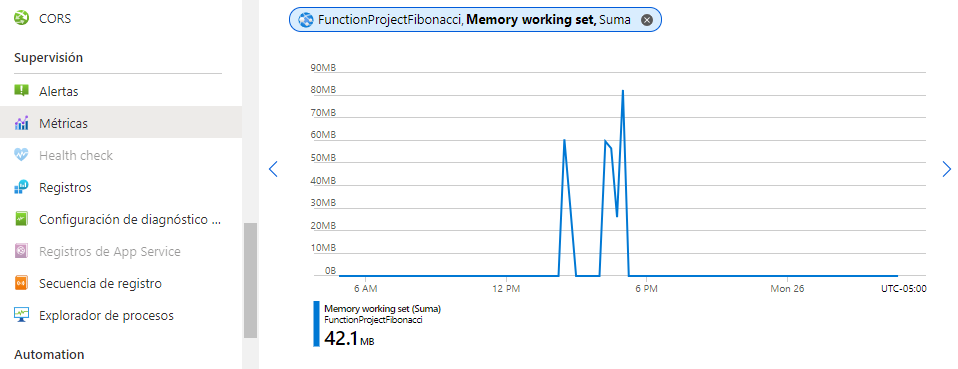 CORS
Supervisión
Alertas
Métricas
Health check
Registros
Configuración de diagnóstico ...
Registros de App Service
Secuencia de registro
Explorador de procesos
Automation
FunctionProjectFibonacci, Memory working set, Suma
90MB
80MB
70MB
60MB
50MB
40MB
30MB
20MB
10MB
0B
6 AM 12 PM 6 PM Mon 26 UTC-05:00
Memory working set (Suma)
FunctionProjectFibonacci
42.1 MB